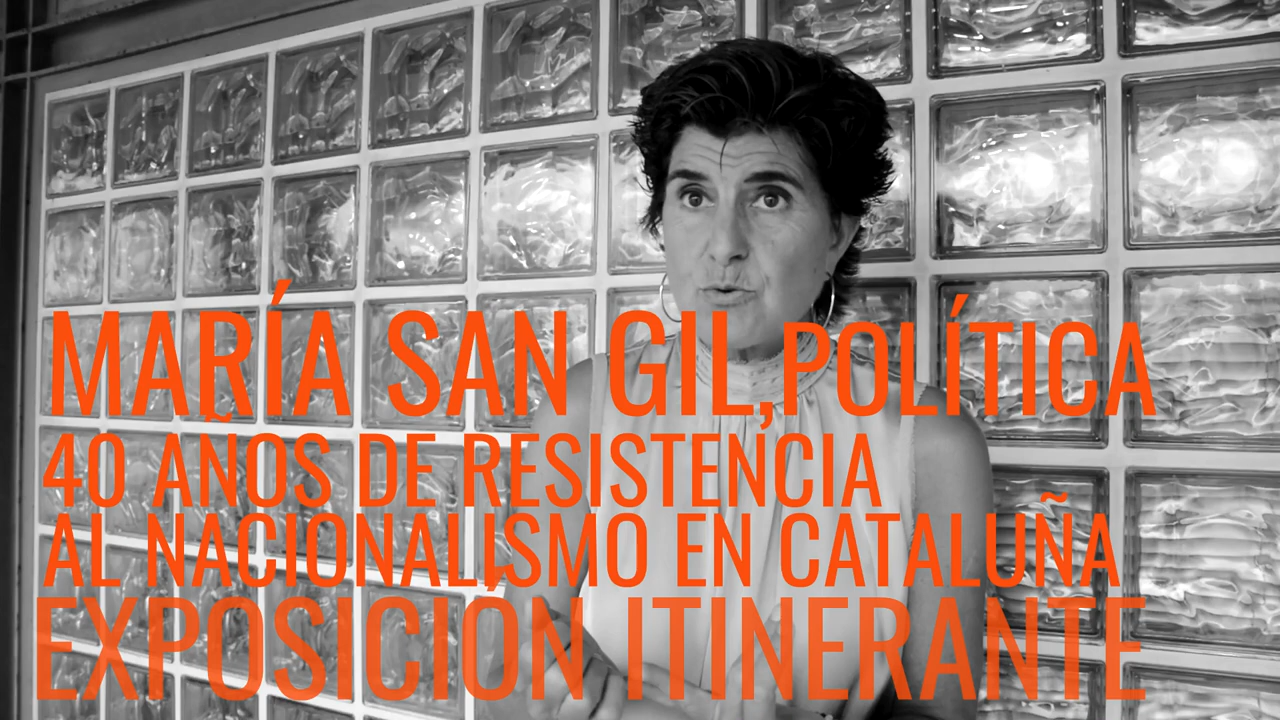 MARÍA SAN GIL,POLÍTICA
40 AÑOS DE RESISTENCIA
AL NACIONALISMO EN CATALUÑA
EXPOSICIÓN ITINERANTE